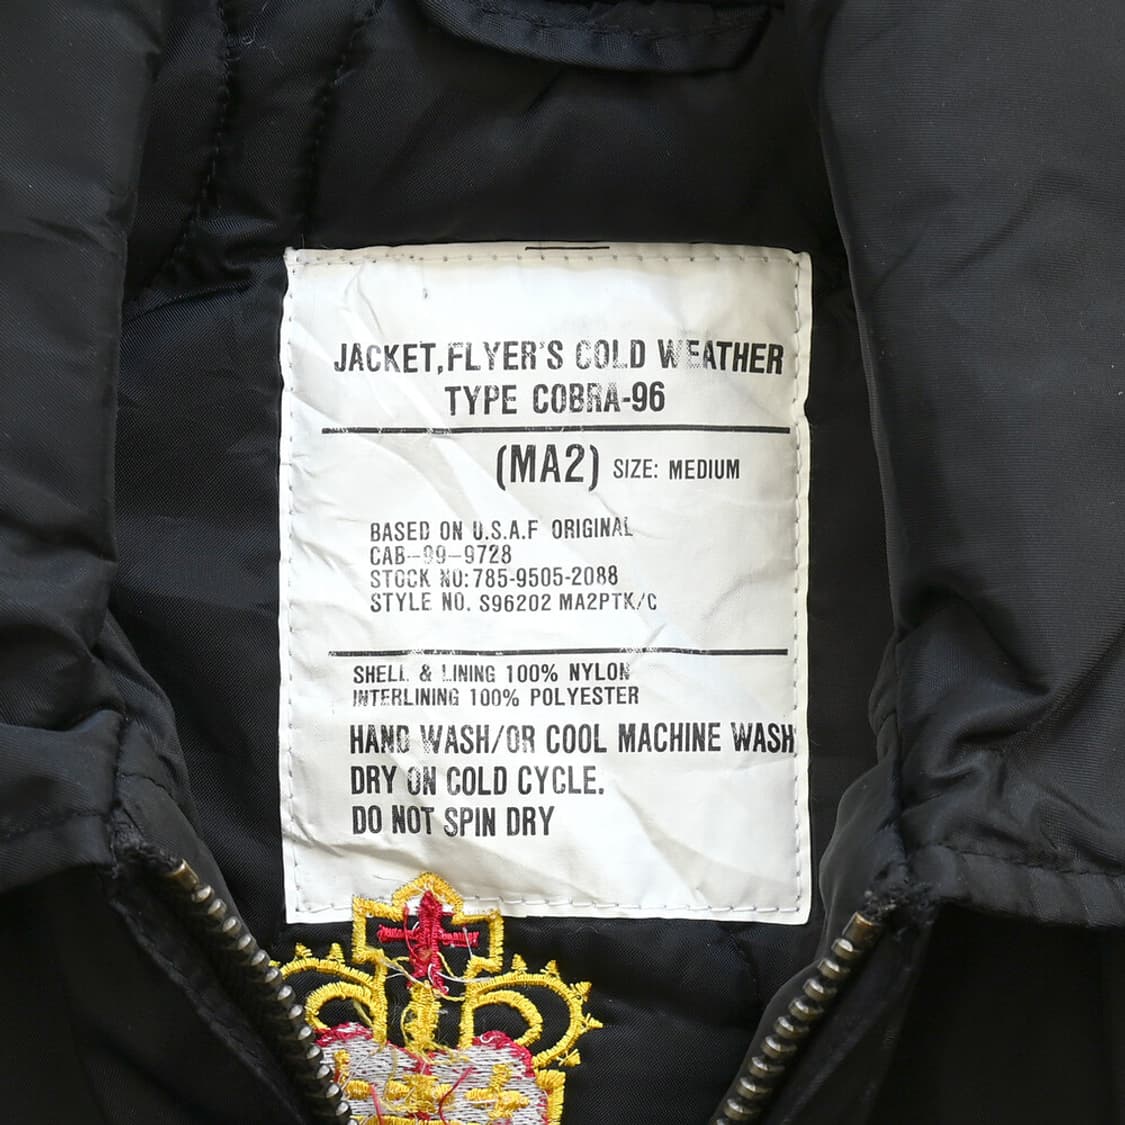 JACKET,FLYER'S COLD WEATHER
TYPE COBRA-96
(MA2) SIZE: MEDIUM
BASED ON U.S.A.F ORIGINAL
CAB-99-9728
STOCK NO:785-9505-2088
STYLE NO. S96202 MA2PTK/C
SHELL & LINING 100% NYLON
INTERLINING 100% POLYESTER
HAND WASH/OR COOL MACHINE WASH
DRY ON COLD CYCLE.
DO NOT SPIN DRY